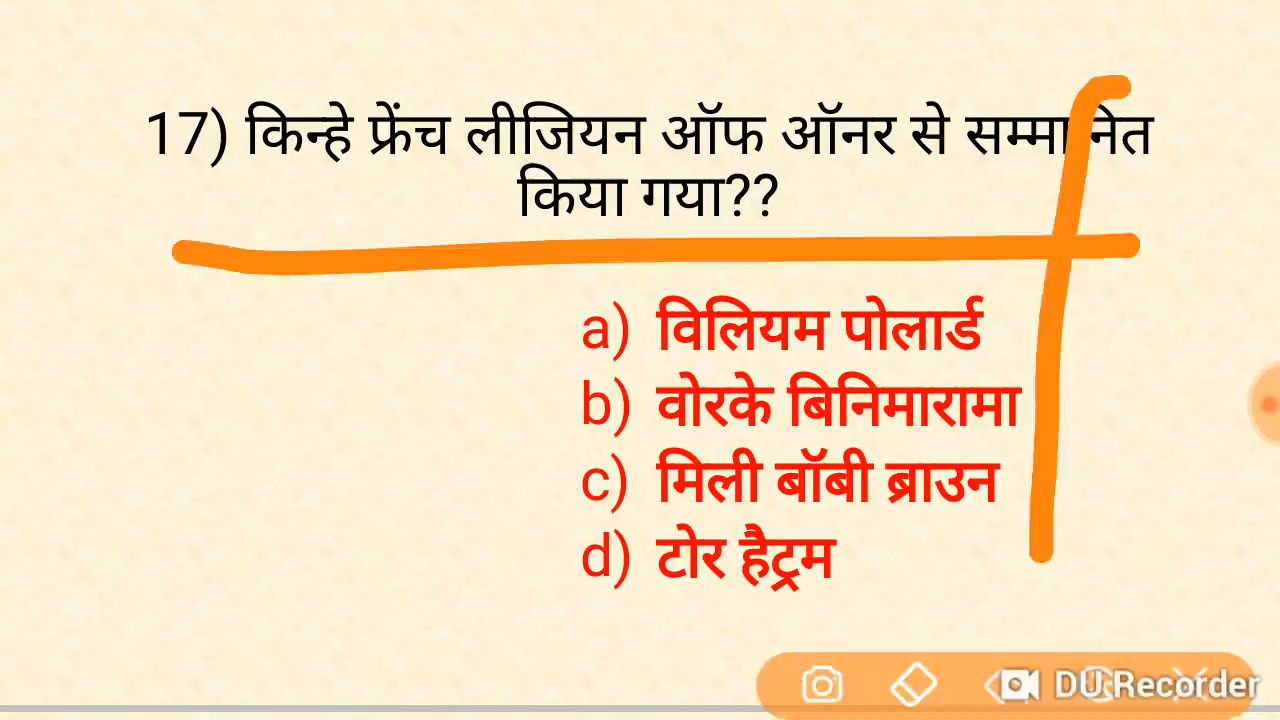 17) किन्हे फ्रेंच लीजियन ऑफ ऑनर से सम्मानित
किया गया??
a) विलियम पोलार्ड
b) वोरके बिनिमारामा
c) मिली बॉबी ब्राउन
d) टोर हैट्रम
DU Recorder